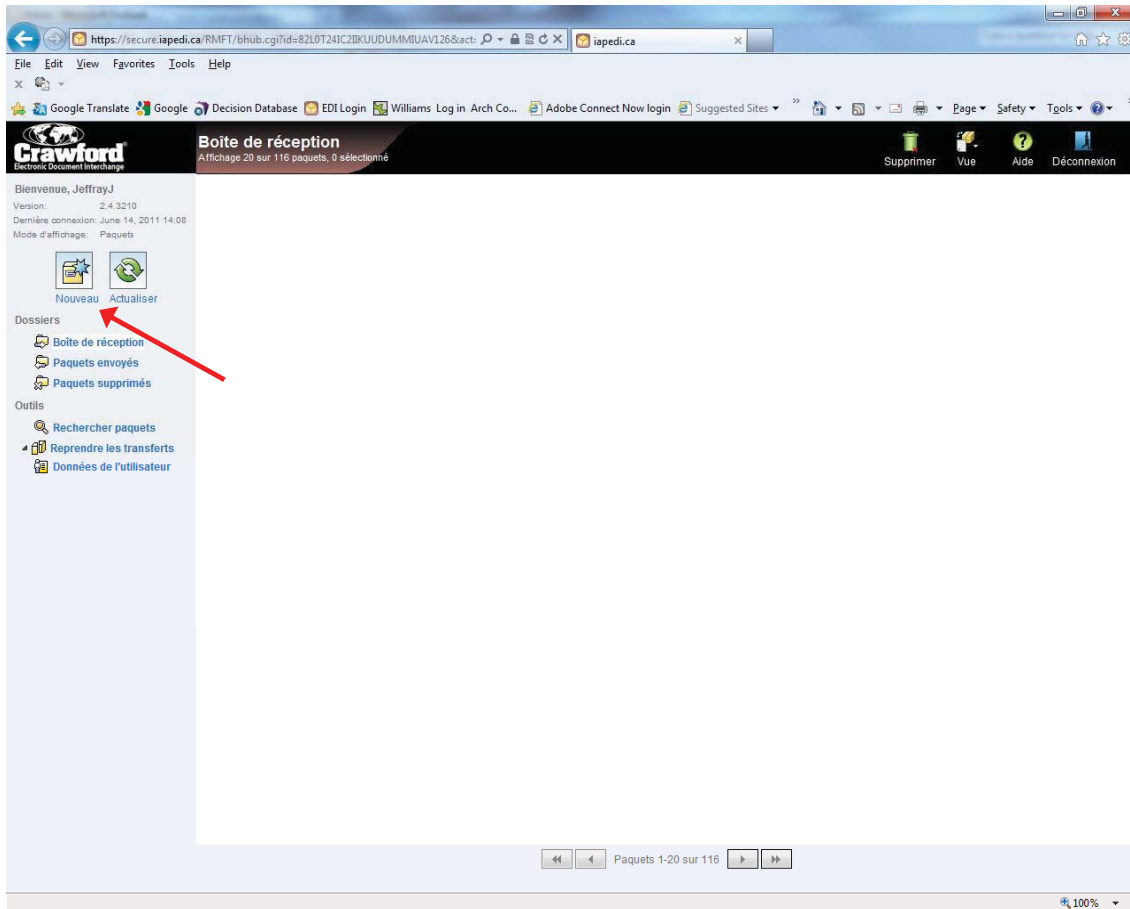 https://secure.iapedi.ca/RMFT/bhub.cgi?id=82L0T24IC2IIKUUDUMMIUAV126&act:
iapedi.ca
File Edit View Favorites Tools Help
x
Google Translate Google Decision Database EDI Login Williams Log in Arch Co... Adobe Connect Now login Suggested Sites Page Safety Tools
Crawford
Electronic Document Interchange
Boîte de réception
Affichage 20 sur 116 paquets, 0 sélectionné
Supprimer Vue Aide Déconnexion
Bienvenue, JeffrayJ
Version: 2.4.3210
Dernière connexion: June 14, 2011 14:08
Mode d'affichage: Paquets
Nouveau Actualiser
Dossiers
Boîte de réception
Paquets envoyés
Paquets supprimés
Outils
Rechercher paquets
Reprendre les transferts
Données de l'utilisateur
Paquets 1-20 sur 116
100%